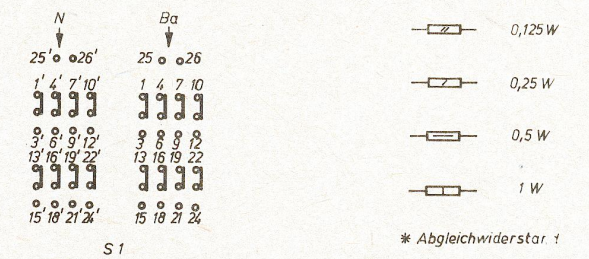 N Ba
25' 26' 25 26
1' 4' 7' 10' 1 4 7 10
3' 6' 9' 12' 3 6 9 12
13' 16' 19' 22' 13 16 19 22
15' 18' 21' 24' 15 18 21 24
S1
0,125 W
0,25 W
0,5 W
1 W
* Abgleichwiderstar. t